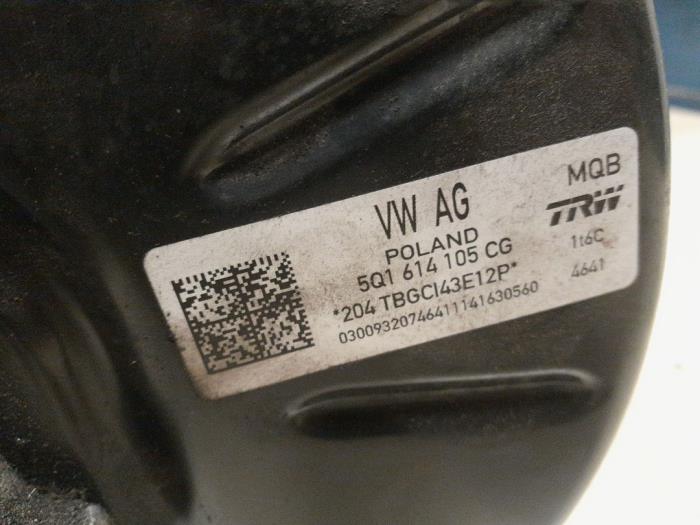 VW AG
MQB
POLAND
TRW
5Q1 614 105 CG
1t6C
*204 TBGCI43E12P*
4641
03009320746411141630560